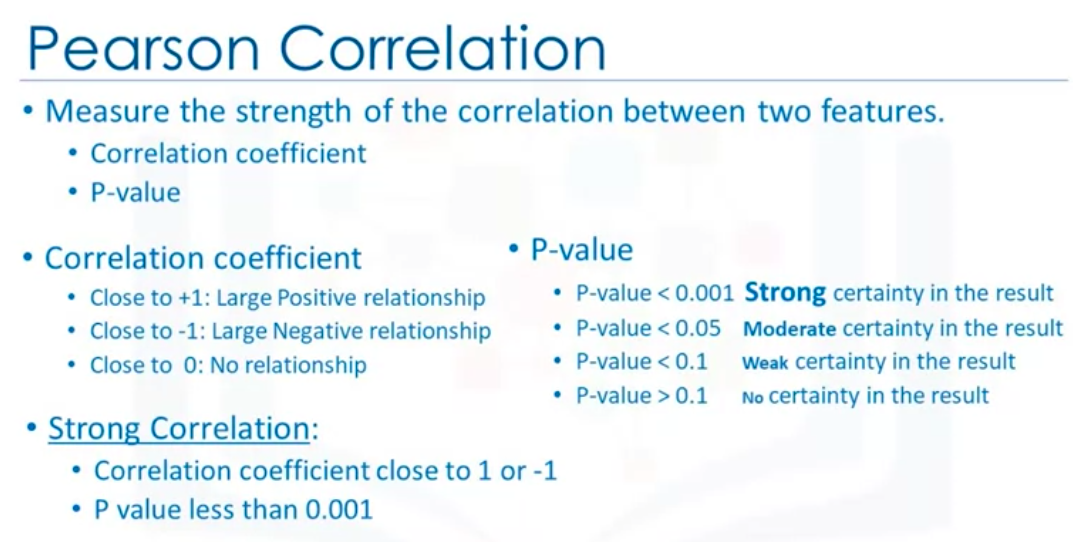 Pearson Correlation
• Measure the strength of the correlation between two features.
• Correlation coefficient
• P-value
• Correlation coefficient
• Close to +1: Large Positive relationship
• Close to -1: Large Negative relationship
• Close to 0: No relationship
• P-value
• P-value < 0.001 Strong certainty in the result
• P-value < 0.05 Moderate certainty in the result
• P-value < 0.1 Weak certainty in the result
• P-value > 0.1 No certainty in the result
• Strong Correlation:
• Correlation coefficient close to 1 or -1
• P value less than 0.001